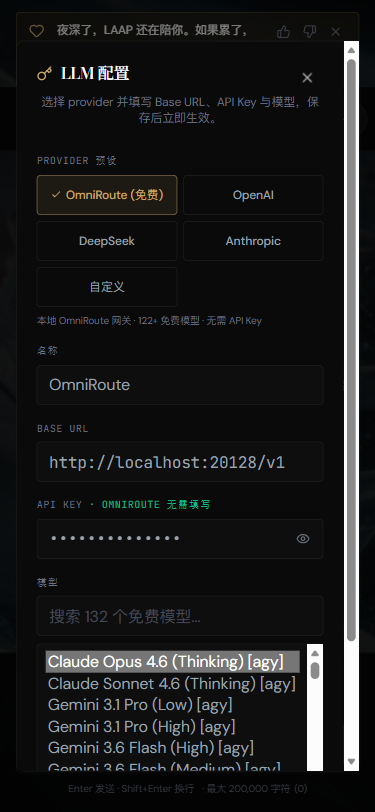 夜深了，LAAP 还在陪你。如果累了，
LLM 配置
选择 provider 并填写 Base URL、API Key 与模型，保
存后立即生效。
PROVIDER 预设
✓ OmniRoute (免费)
OpenAI
DeepSeek
Anthropic
自定义
本地 OmniRoute 网关 · 122+ 免费模型 · 无需 API Key
名称
OmniRoute
BASE URL
http://localhost:20128/v1
API KEY · OMNIROUTE 无需填写
••••••••••••••
模型
搜索 132 个免费模型...
Claude Opus 4.6 (Thinking) [agy]
Claude Sonnet 4.6 (Thinking) [agy]
Gemini 3.1 Pro (Low) [agy]
Gemini 3.1 Pro (High) [agy]
Gemini 3.6 Flash (High) [agy]
Gemini 3.6 Flash (Medium) [agy]
Enter 发送 · Shift+Enter 换行 · 最大 200,000 字符 (0)